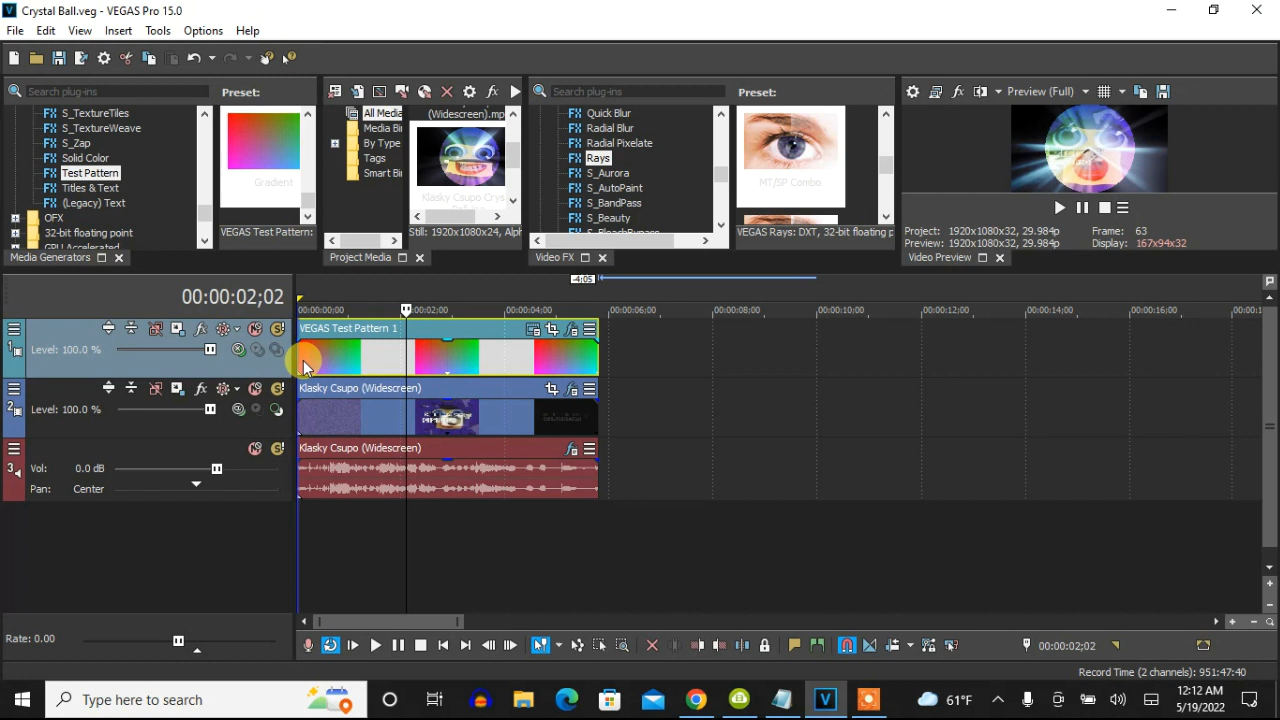 Crystal Ball.veg - VEGAS Pro 15.0
File Edit View Insert Tools Options Help
Search plug-ins
Preset:
Search plug-ins
Preset:
Preview (Full)
S_TextureTiles
S_TextureWeave
S_Zap
Solid Color
Test Pattern
Titles & Text
(Legacy) Text
OFX
32-bit floating point
GPU Accelerated
Gradient
VEGAS Test Pattern:
All Media
Media Bi
By Type
Tags
Smart Bi
(Widescreen).mp
Klasky Csupo Crys
Still: 1920x1080x24, Alph
Quick Blur
Radial Blur
Radial Pixelate
Rays
S_Aurora
S_AutoPaint
S_BandPass
S_Beauty
S_BleachBypass
MT/SP Combo
VEGAS Rays: DXT, 32-bit floating p
Project: 1920x1080x32, 29.984p
Preview: 1920x1080x32, 29.984p
Frame: 63
Display: 167x94x32
Media Generators
Project Media
Video FX
Video Preview
-4:05
00:00:02;02
00:00:00;00
00:00:02;00
00:00:04;00
00:00:06;00
00:00:08;00
00:00:10;00
00:00:12;00
00:00:14;00
00:00:16;00
00:00:1
1
VEGAS Test Pattern 1
Level: 100.0 %
2
Klasky Csupo (Widescreen)
Level: 100.0 %
3
Klasky Csupo (Widescreen)
Vol: 0.0 dB
Pan: Center
Rate: 0.00
00:00:02;02
Record Time (2 channels): 951:47:40
Type here to search
61°F
12:12 AM
5/19/2022